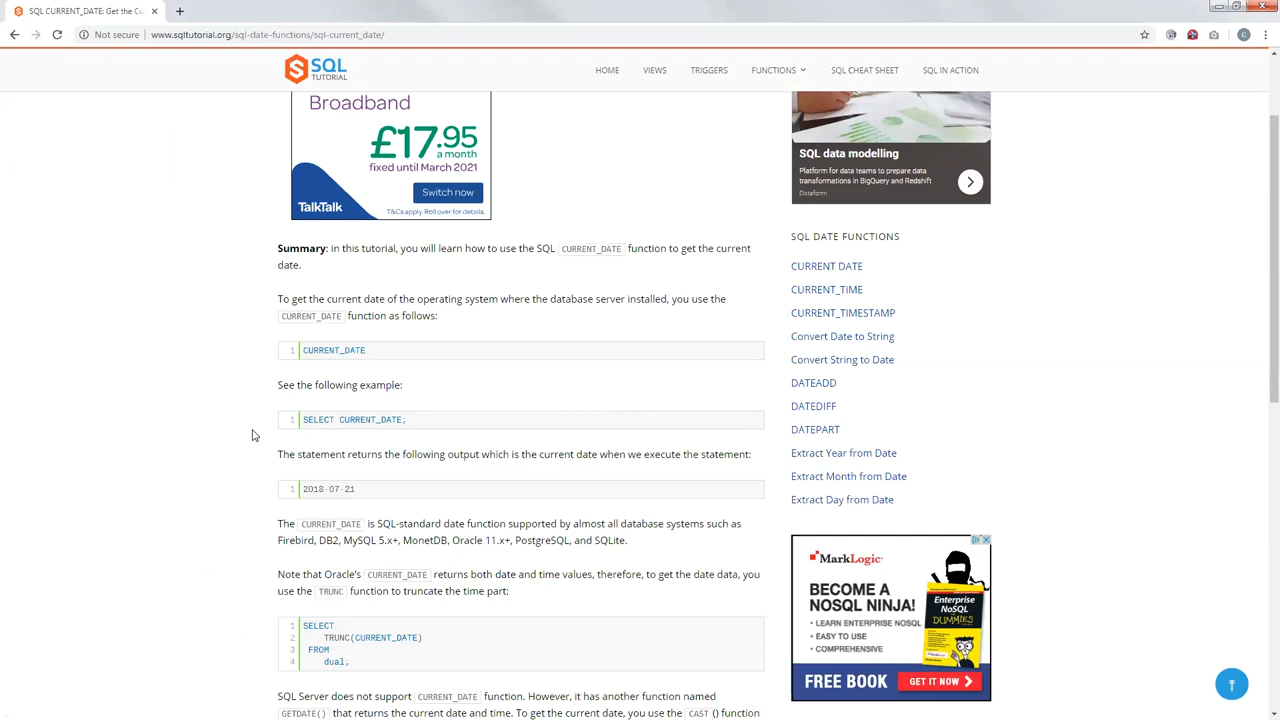 SQL CURRENT_DATE: Get the Cu
Not secure
www.sqltutorial.org/sql-date-functions/sql-current_date/
SQL
TUTORIAL
HOME
VIEWS
TRIGGERS
FUNCTIONS
SQL CHEAT SHEET
SQL IN ACTION
Broadband
£17.95
a month
fixed until March 2021
Switch now
TalkTalk
T&Cs apply. Roll over for details.
Summary: in this tutorial, you will learn how to use the SQL CURRENT_DATE function to get the current
date.
To get the current date of the operating system where the database server installed, you use the
CURRENT_DATE function as follows:
1 CURRENT_DATE
See the following example:
1 SELECT CURRENT_DATE;
The statement returns the following output which is the current date when we execute the statement:
1 2018-07-21
The CURRENT_DATE is SQL-standard date function supported by almost all database systems such as
Firebird, DB2, MySQL 5.x+, MonetDB, Oracle 11.x+, PostgreSQL, and SQLite.
Note that Oracle's CURRENT_DATE returns both date and time values, therefore, to get the date data, you
use the TRUNC function to truncate the time part:
1 SELECT
2 TRUNC(CURRENT_DATE)
3 FROM
4 dual;
SQL Server does not support CURRENT_DATE function. However, it has another function named
GETDATE() that returns the current date and time. To get the current date, you use the CAST () function
SQL data modelling
Platform for data teams to prepare data
transformations in BigQuery and Redshift
Dataform
SQL DATE FUNCTIONS
CURRENT DATE
CURRENT_TIME
CURRENT_TIMESTAMP
Convert Date to String
Convert String to Date
DATEADD
DATEDIFF
DATEPART
Extract Year from Date
Extract Month from Date
Extract Day from Date
MarkLogic
BECOME A
NOSQL NINJA!
• LEARN ENTERPRISE NOSQL
• EASY TO USE
• COMPREHENSIVE
Enterprise
NoSQL
DUMMIES
FREE BOOK
GET IT NOW